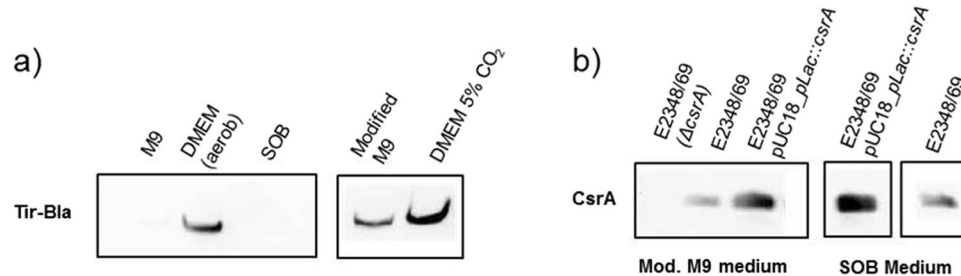 a)
M9
DMEM
(aerob)
SOB
Modified
M9
DMEM 5% CO₂
Tir-Bla
b)
E2348/69
(ΔcsrA)
E2348/69
E2348/69
pUC18_pLac::csrA
E2348/69
pUC18_pLac::csrA
E2348/69
CsrA
Mod. M9 medium
SOB Medium